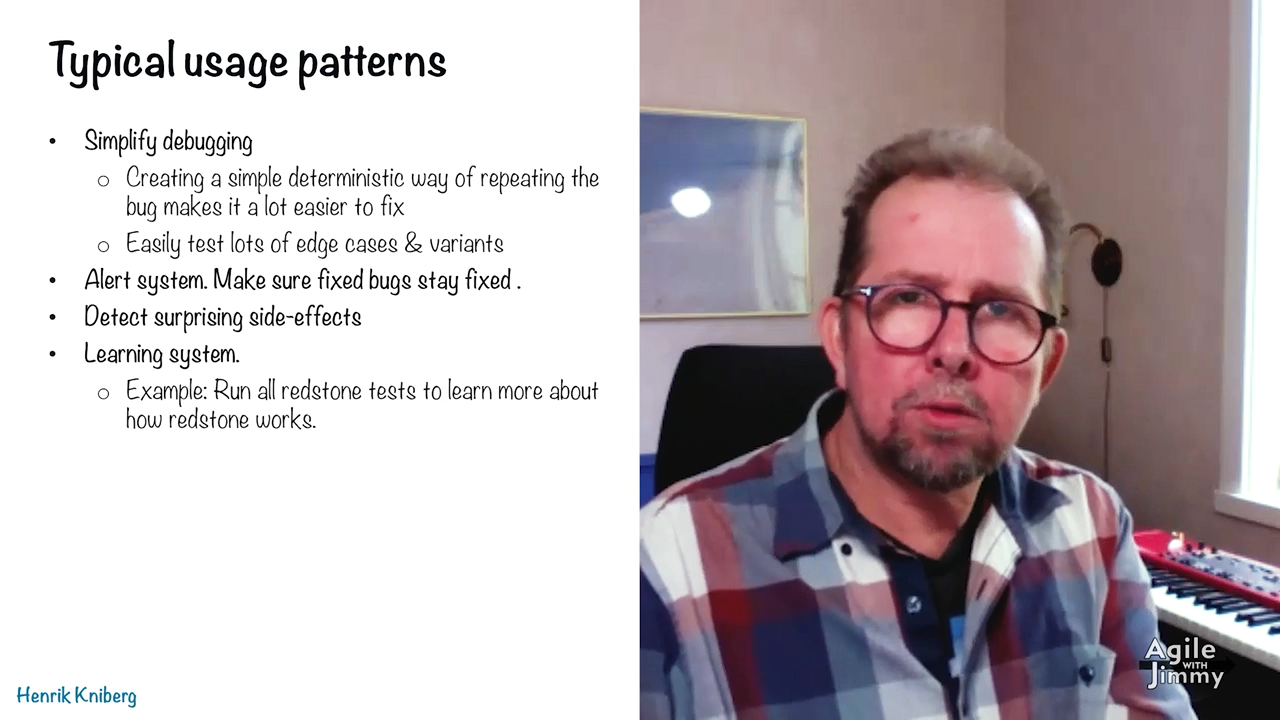 Typical usage patterns
• Simplify debugging
o Creating a simple deterministic way of repeating the
bug makes it a lot easier to fix
o Easily test lots of edge cases & variants
• Alert system. Make sure fixed bugs stay fixed .
• Detect surprising side-effects
• Learning system.
o Example: Run all redstone tests to learn more about
how redstone works.
Henrik Kniberg
Agile
WITH
Jimmy